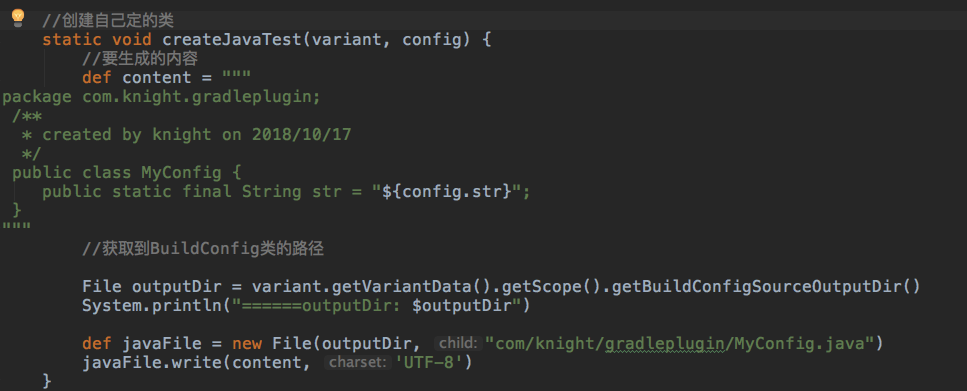 //创建自己定的类
static void createJavaTest(variant, config) {
//要生成的内容
def content = """
package com.knight.gradleplugin;
/**
* created by knight on 2018/10/17
*/
public class MyConfig {
public static final String str = "${config.str}";
}
"""
//获取到BuildConfig类的路径
File outputDir = variant.getVariantData().getScope().getBuildConfigSourceOutputDir()
System.println("======outputDir: $outputDir")
def javaFile = new File(outputDir, child: "com/knight/gradleplugin/MyConfig.java")
javaFile.write(content, charset: 'UTF-8')
}